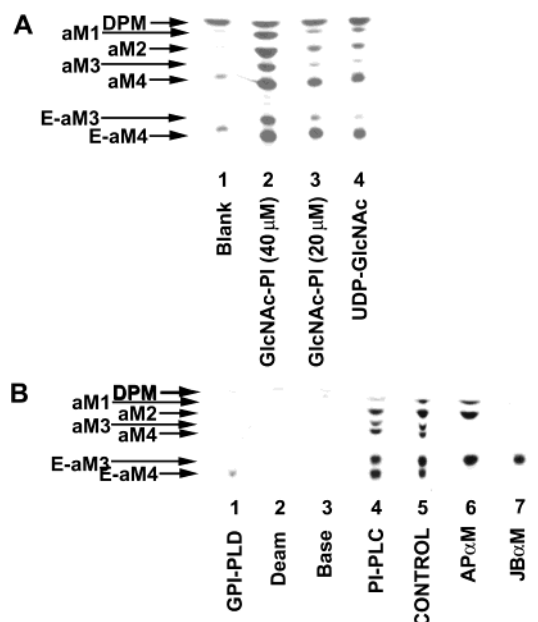 A
DPM
aM1
aM2
aM3
aM4
E-aM3
E-aM4
1 2 3 4
Blank
GlcNAc-PI (40 µM)
GlcNAc-PI (20 µM)
UDP-GlcNAc
B
DPM
aM1
aM2
aM3
aM4
E-aM3
E-aM4
1 2 3 4 5 6 7
GPI-PLD
Deam
Base
PI-PLC
CONTROL
APαM
JBαM